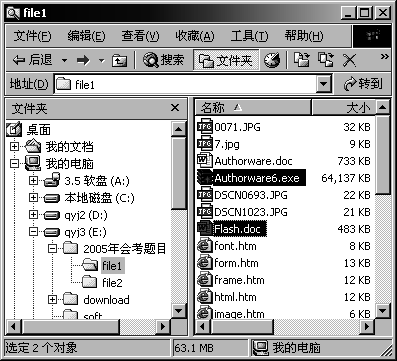 file1
文件(F) 编辑(E) 查看(V) 收藏(A) 工具(T) 帮助(H)
后退 搜索 文件夹
地址(D) file1 转到
文件夹
桌面
我的文档
我的电脑
3.5 软盘 (A:)
本地磁盘 (C:)
qyj2 (D:)
qyj3 (E:)
2005年会考题目
file1
file2
download
soft
名称 大小
0071.JPG 32 KB
7.jpg 9 KB
Authorware.doc 733 KB
Authorware6.exe 64,137 KB
DSCN0693.JPG 22 KB
DSCN1023.JPG 21 KB
Flash.doc 483 KB
font.htm 8 KB
form.htm 13 KB
frame.htm 12 KB
html.htm 12 KB
image.htm 6 KB
选定 2 个对象 63.1 MB 我的电脑